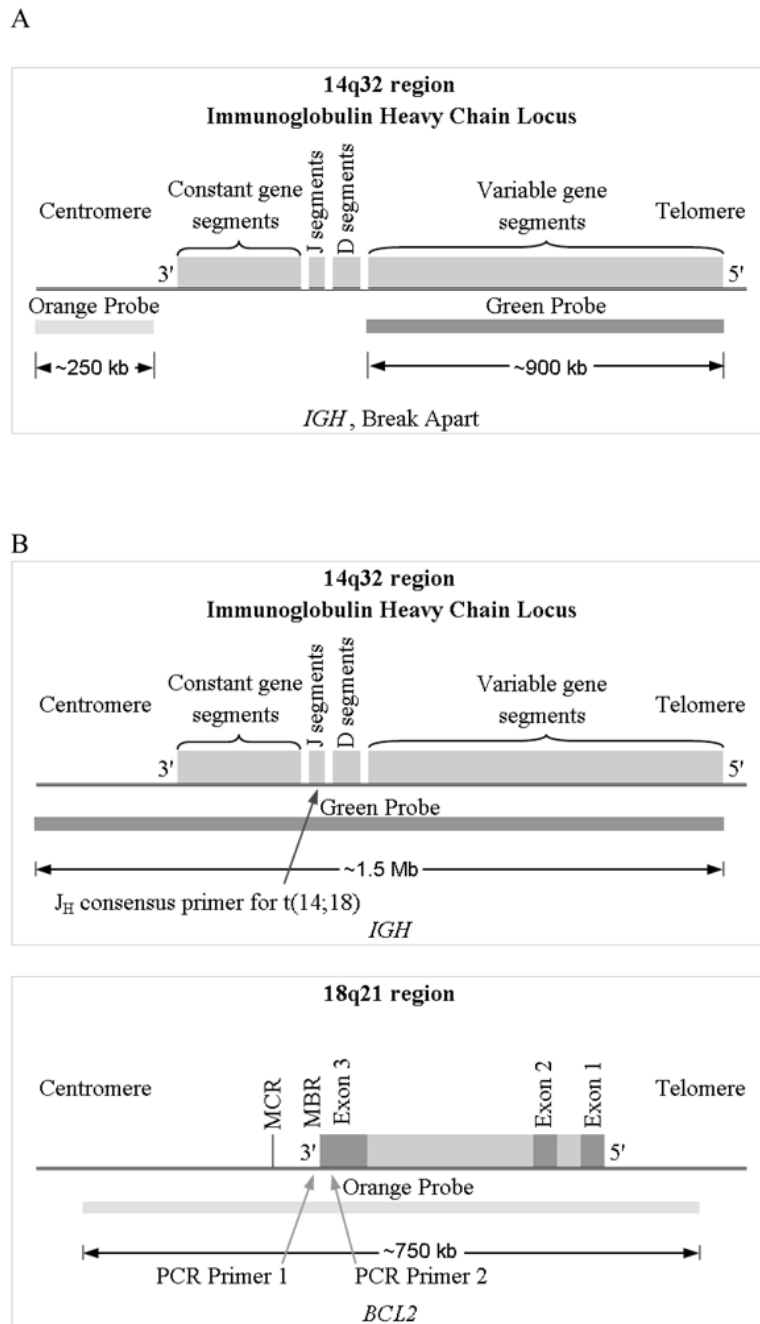 A
14q32 region
Immunoglobulin Heavy Chain Locus
Centromere
Constant gene
segments
J segments
D segments
Variable gene
segments
Telomere
3'
5'
Orange Probe
Green Probe
~250 kb
~900 kb
IGH, Break Apart
B
14q32 region
Immunoglobulin Heavy Chain Locus
Centromere
Constant gene
segments
J segments
D segments
Variable gene
segments
Telomere
3'
5'
Green Probe
~1.5 Mb
JH consensus primer for t(14;18)
IGH
18q21 region
Centromere
MCR
MBR
Exon 3
Exon 2
Exon 1
Telomere
3'
5'
Orange Probe
~750 kb
PCR Primer 1
PCR Primer 2
BCL2